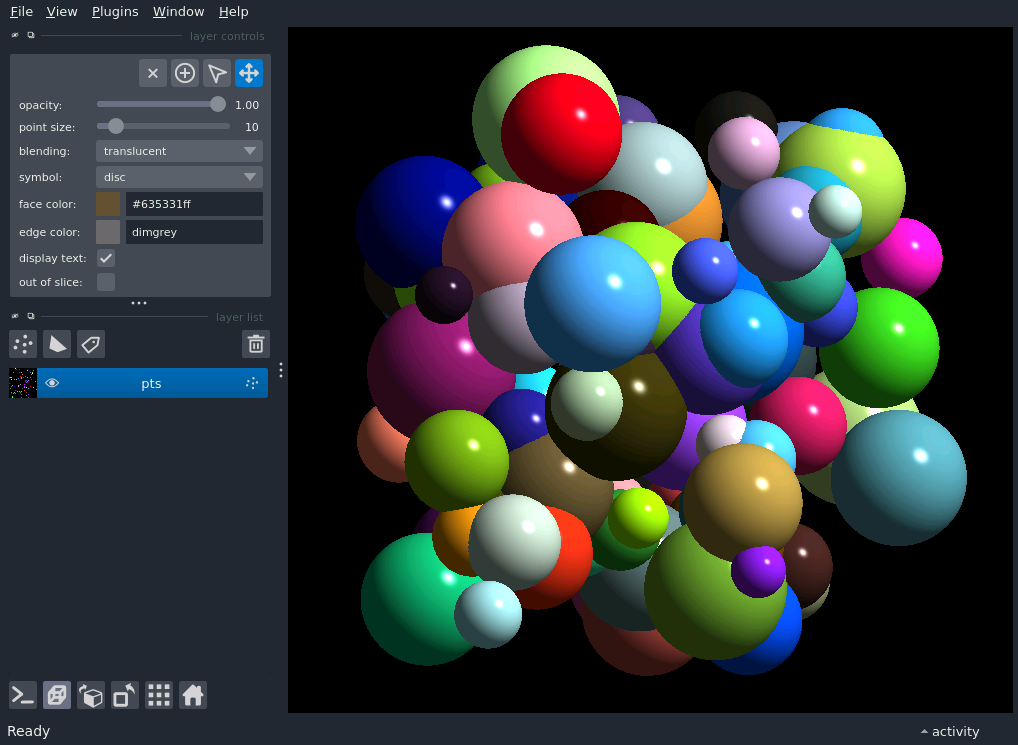 File View Plugins Window Help
layer controls
opacity: 1.00
point size: 10
blending: translucent
symbol: disc
face color: #635331ff
edge color: dimgrey
display text:
out of slice:
layer list
pts
Ready activity